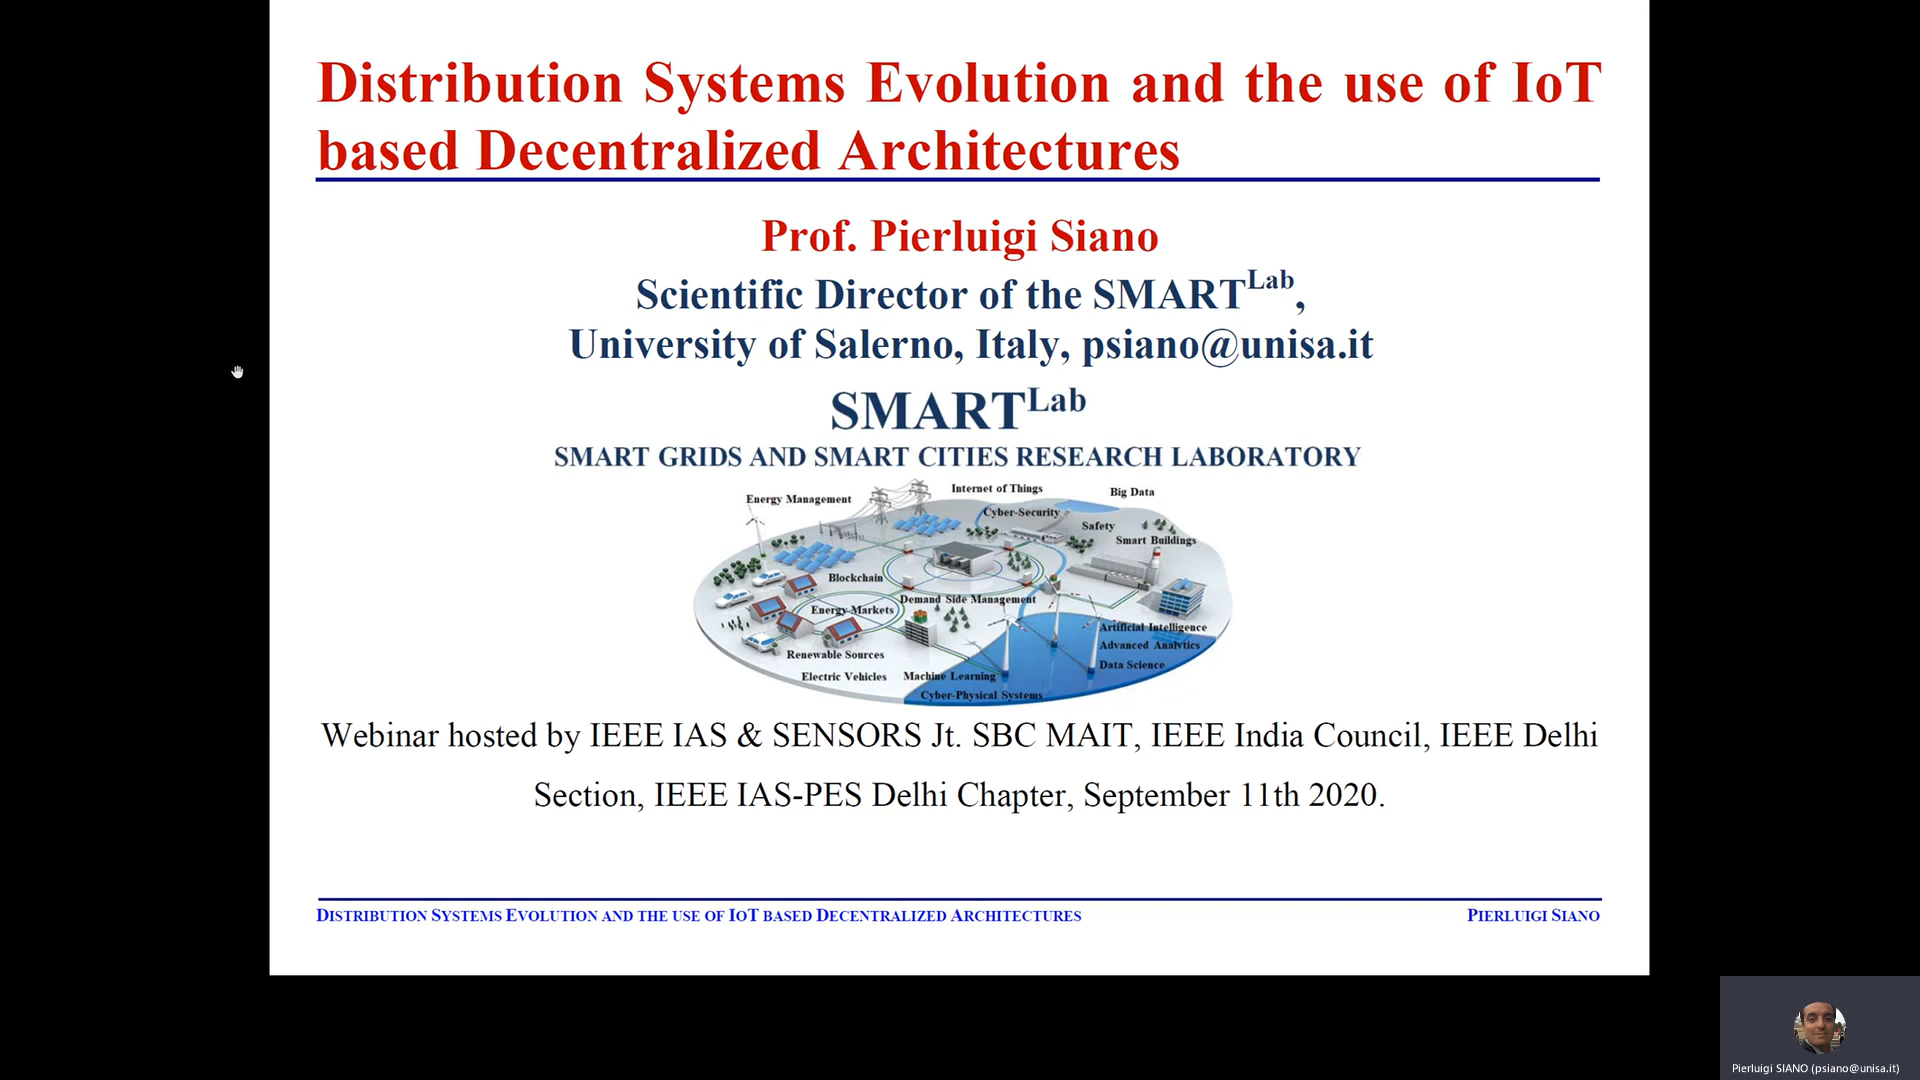 Distribution Systems Evolution and the use of IoT
based Decentralized Architectures
Prof. Pierluigi Siano
Scientific Director of the SMARTLab,
University of Salerno, Italy, psiano@unisa.it
SMARTLab
SMART GRIDS AND SMART CITIES RESEARCH LABORATORY
Energy Management
Internet of Things
Big Data
Cyber-Security
Safety
Smart Buildings
Blockchain
Demand Side Management
Energy Markets
Artificial Intelligence
Advanced Analytics
Renewable Sources
Data Science
Electric Vehicles
Machine Learning
Cyber-Physical Systems
Webinar hosted by IEEE IAS & SENSORS Jt. SBC MAIT, IEEE India Council, IEEE Delhi
Section, IEEE IAS-PES Delhi Chapter, September 11th 2020.
DISTRIBUTION SYSTEMS EVOLUTION AND THE USE OF IOT BASED DECENTRALIZED ARCHITECTURES
PIERLUIGI SIANO
Pierluigi SIANO (psiano@unisa.it)